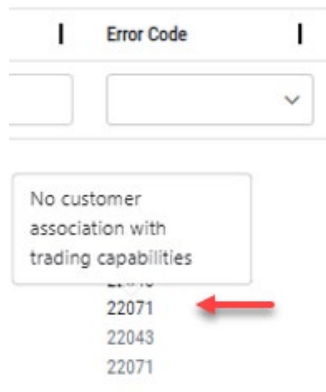 Error Code
No customer
association with
trading capabilities
22071
22043
22071